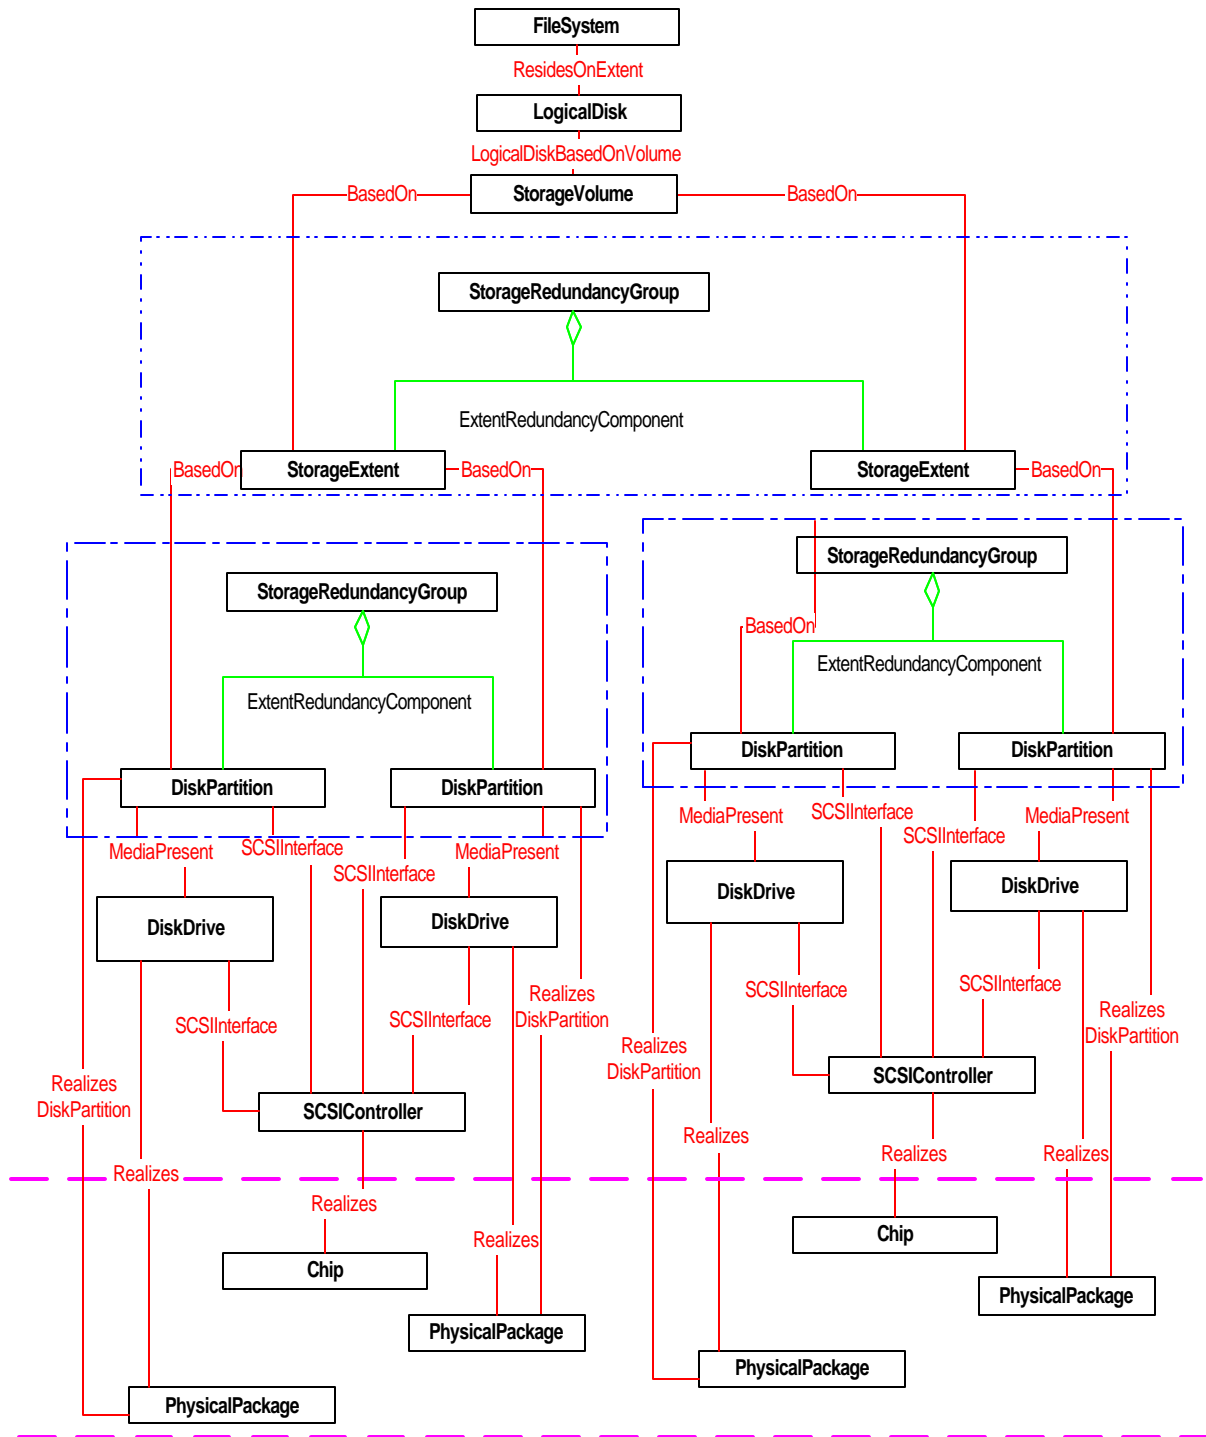 FileSystem
ResidesOnExtent
LogicalDisk
LogicalDiskBasedOnVolume
BasedOn
StorageVolume
BasedOn
StorageRedundancyGroup
ExtentRedundancyComponent
BasedOn
StorageExtent
BasedOn
StorageExtent
BasedOn
StorageRedundancyGroup
StorageRedundancyGroup
BasedOn
ExtentRedundancyComponent
ExtentRedundancyComponent
DiskPartition
DiskPartition
DiskPartition
DiskPartition
MediaPresent
SCSIInterface
SCSIInterface
MediaPresent
MediaPresent
SCSIInterface
SCSIInterface
MediaPresent
DiskDrive
DiskDrive
DiskDrive
DiskDrive
SCSIInterface
SCSIInterface
Realizes
DiskPartition
SCSIInterface
SCSIInterface
Realizes
DiskPartition
Realizes
DiskPartition
Realizes
DiskPartition
SCSIController
SCSIController
Realizes
Realizes
Realizes
Realizes
Realizes
Realizes
Chip
Chip
PhysicalPackage
PhysicalPackage
PhysicalPackage
PhysicalPackage